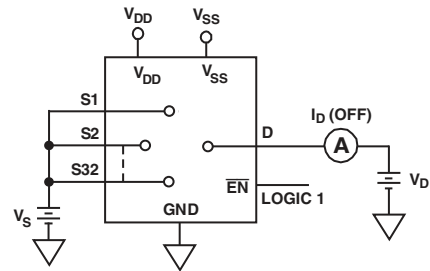 VDD VSS
VDD VSS
S1
S2
S32
D
ID (OFF)
A
EN
LOGIC 1
GND
VS
VD